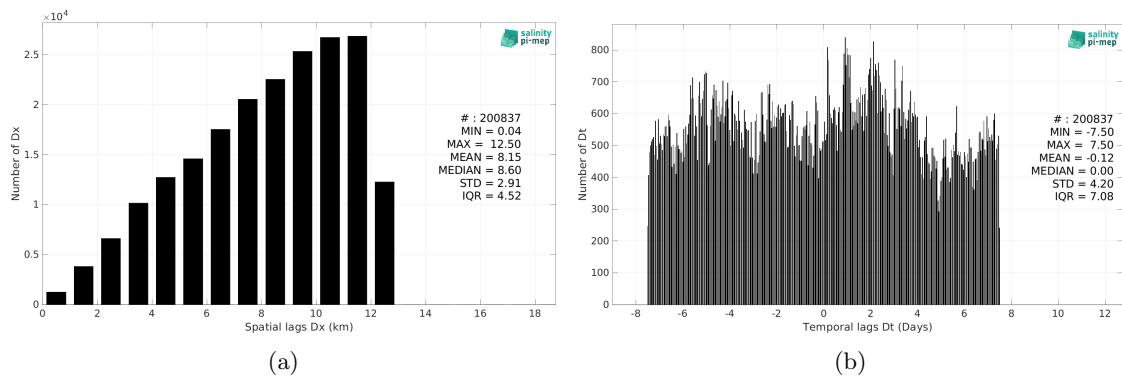 ×10⁴
2.5
2
1.5
1
0.5
0
Number of Dx
0 2 4 6 8 10 12 14 16 18
Spatial lags Dx (km)
salinity
pi-mep
# : 200837
MIN = 0.04
MAX = 12.50
MEAN = 8.15
MEDIAN = 8.60
STD = 2.91
IQR = 4.52
(a)
800
700
600
500
400
300
200
100
0
Number of Dt
-8 -6 -4 -2 0 2 4 6 8 10 12
Temporal lags Dt (Days)
salinity
pi-mep
# : 200837
MIN = -7.50
MAX = 7.50
MEAN = -0.12
MEDIAN = 0.00
STD = 4.20
IQR = 7.08
(b)